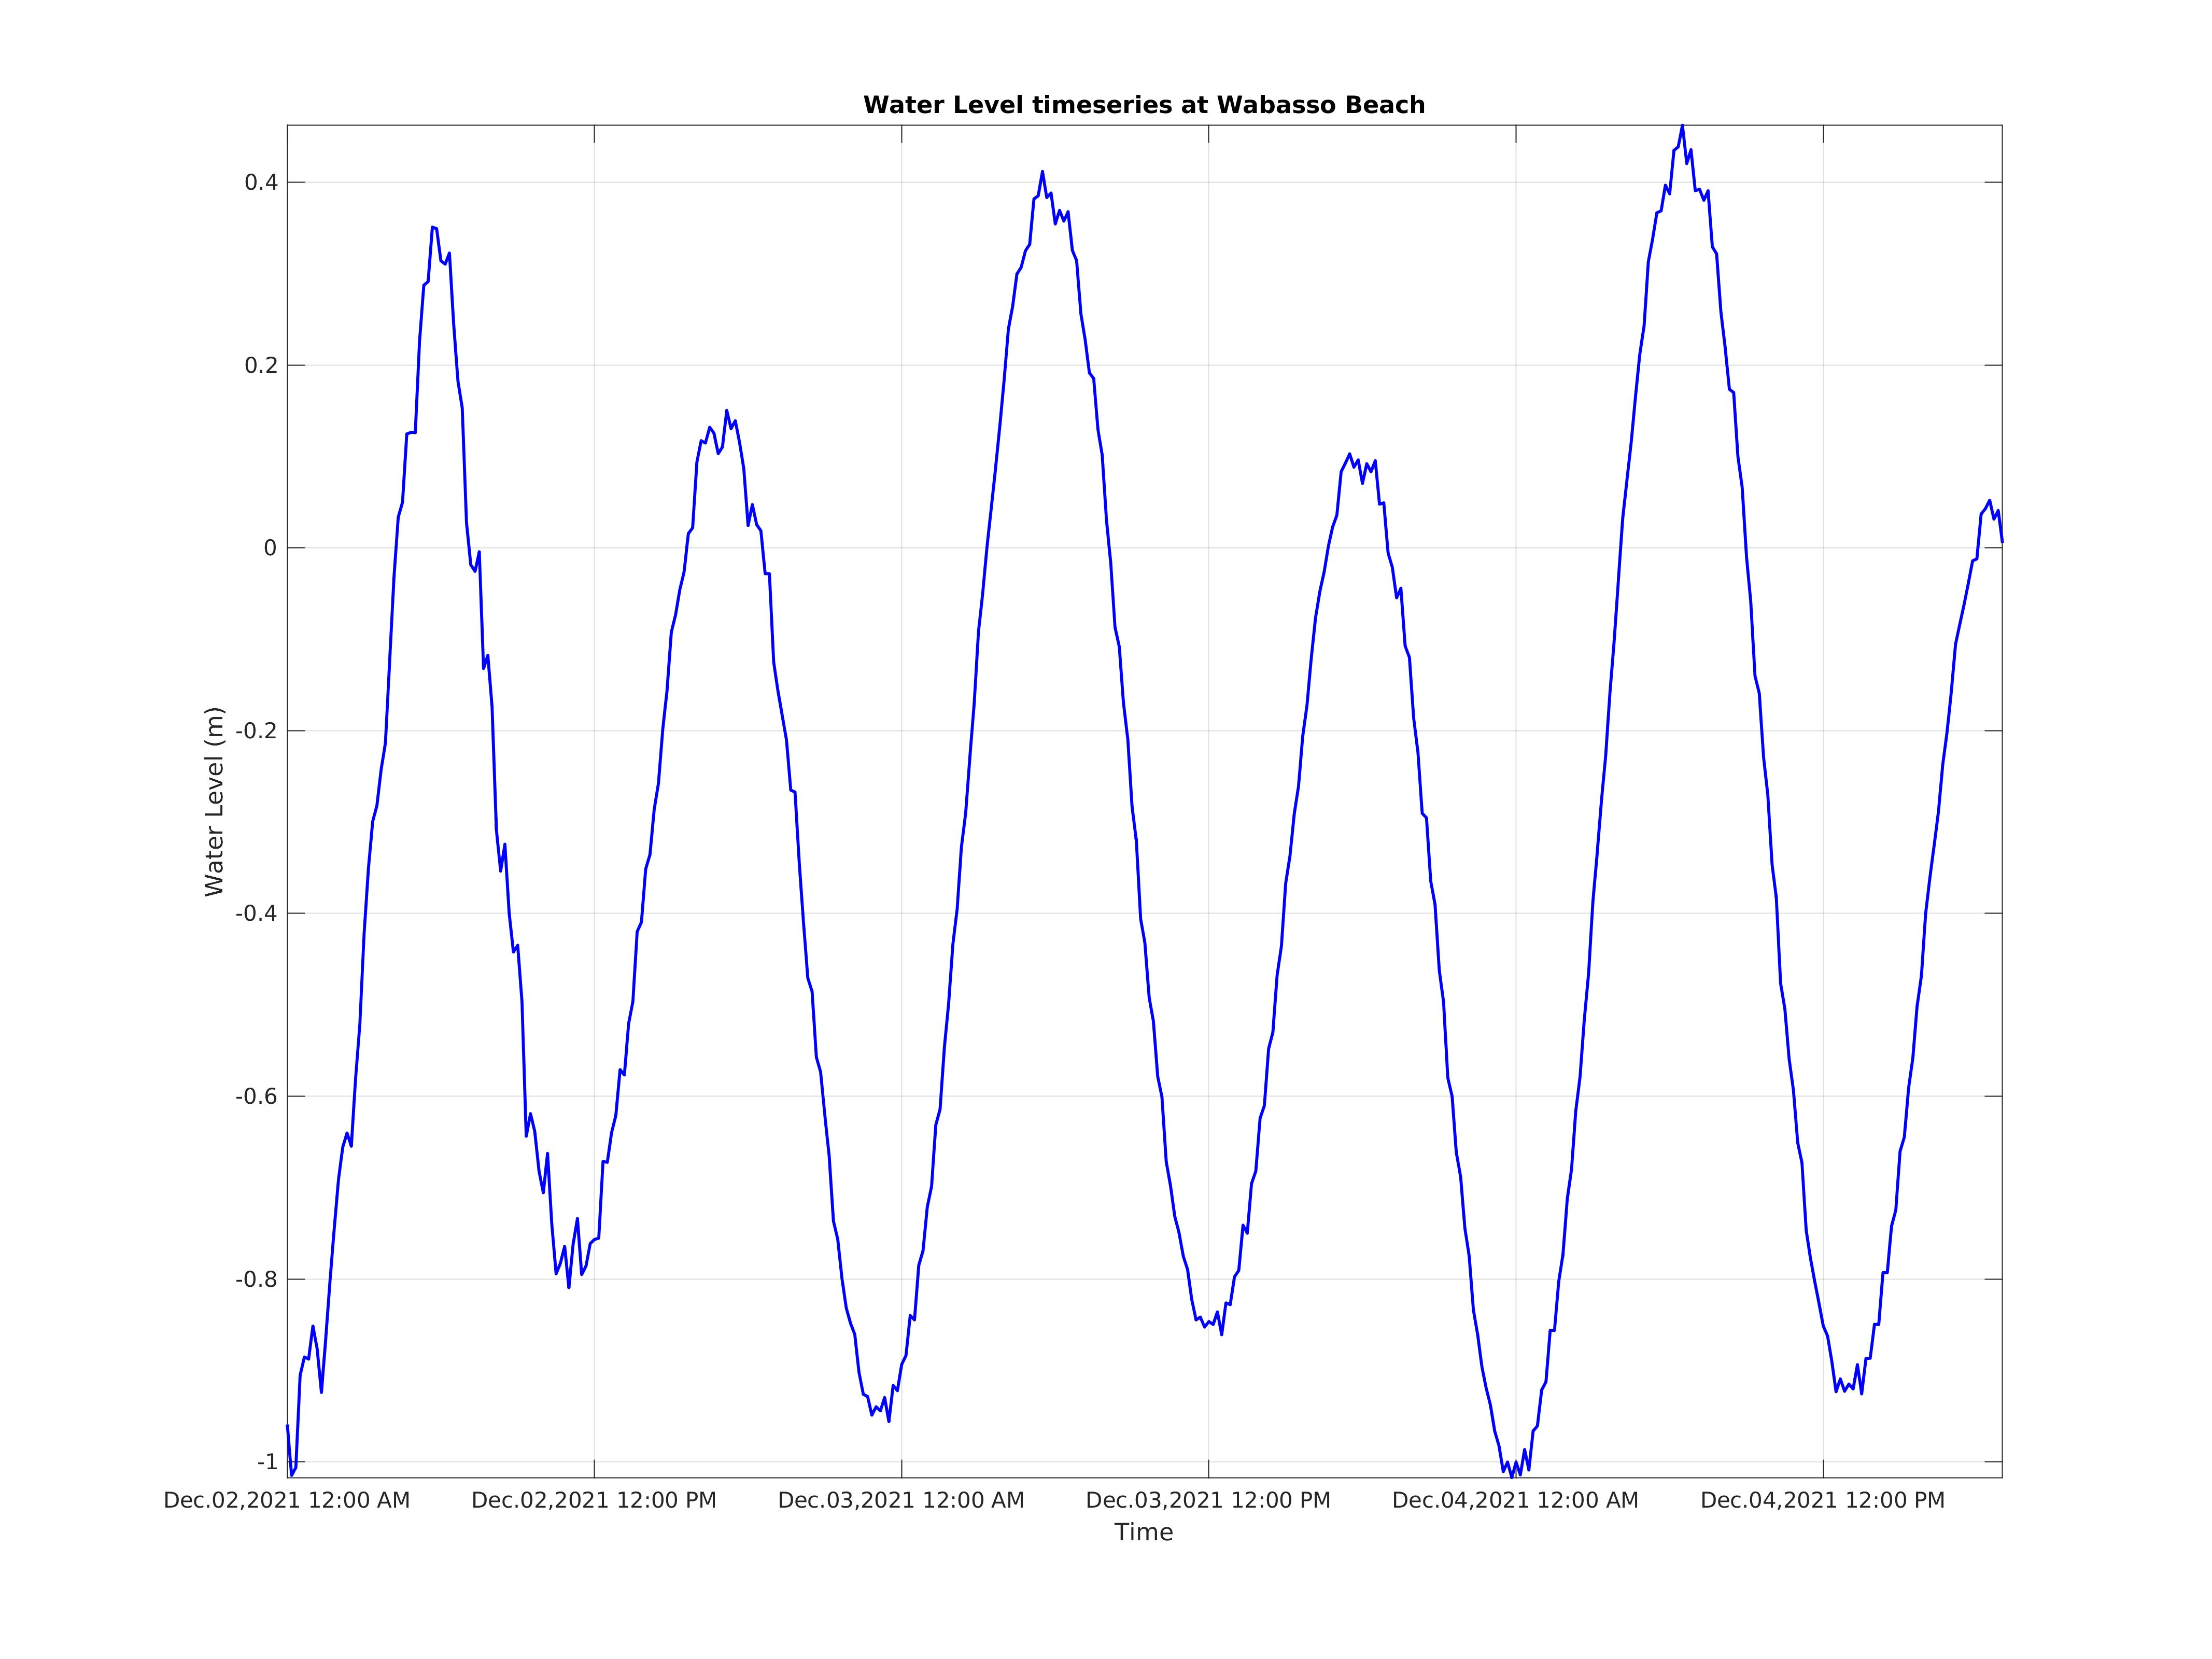 Water Level timeseries at Wabasso Beach
0.4
0.2
0
-0.2
-0.4
-0.6
-0.8
-1
Water Level (m)
Dec.02,2021 12:00 AM Dec.02,2021 12:00 PM Dec.03,2021 12:00 AM Dec.03,2021 12:00 PM Dec.04,2021 12:00 AM Dec.04,2021 12:00 PM
Time